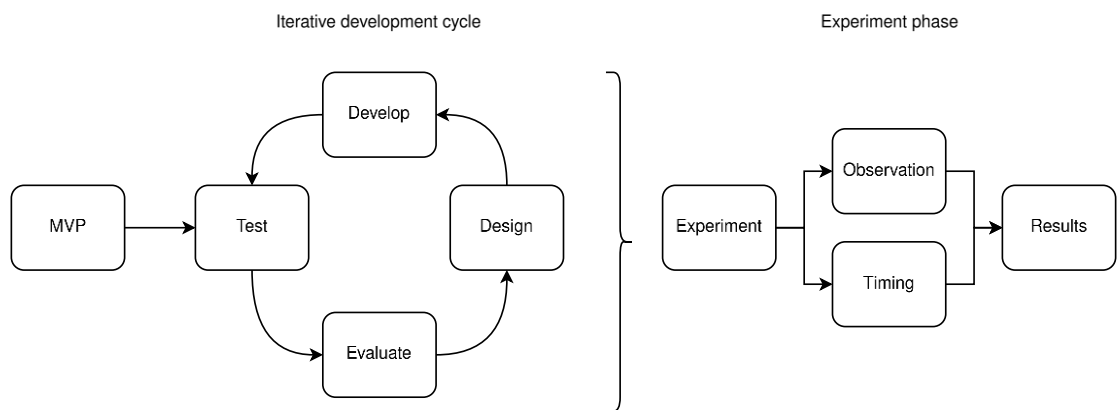 Iterative development cycle
Experiment phase
Develop
MVP
Test
Design
Evaluate
Experiment
Observation
Timing
Results